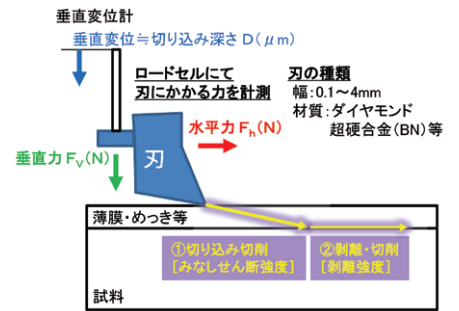 垂直変位計
垂直変位≒切り込み深さ D(μm)
ロードセルにて
刃にかかる力を計測
刃の種類
幅:0.1～4mm
材質:ダイヤモンド
超硬合金(BN)等
水平力 Fh(N)
垂直力 FV(N)
刃
薄膜・めっき等
①切り込み切削
[みなしせん断強度]
②剥離・切削
[剥離強度]
試料